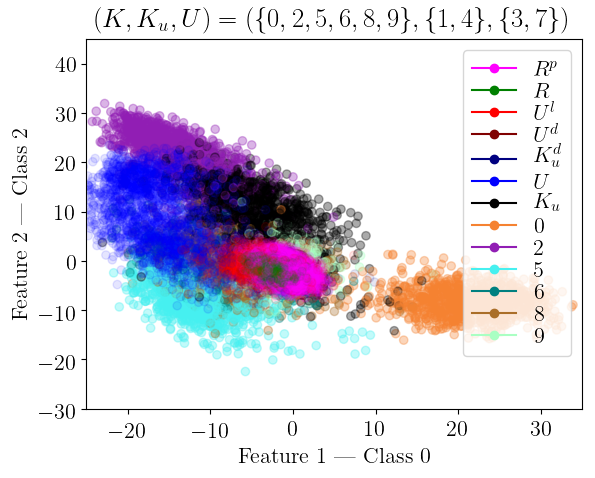 (K, K_u, U) = ({0, 2, 5, 6, 8, 9}, {1, 4}, {3, 7})
40
30
20
10
0
−10
−20
−30
Feature 2 — Class 2
R^p
R
U^l
U^d
K_u^d
U
K_u
0
2
5
6
8
9
−20
−10
0
10
20
30
Feature 1 — Class 0